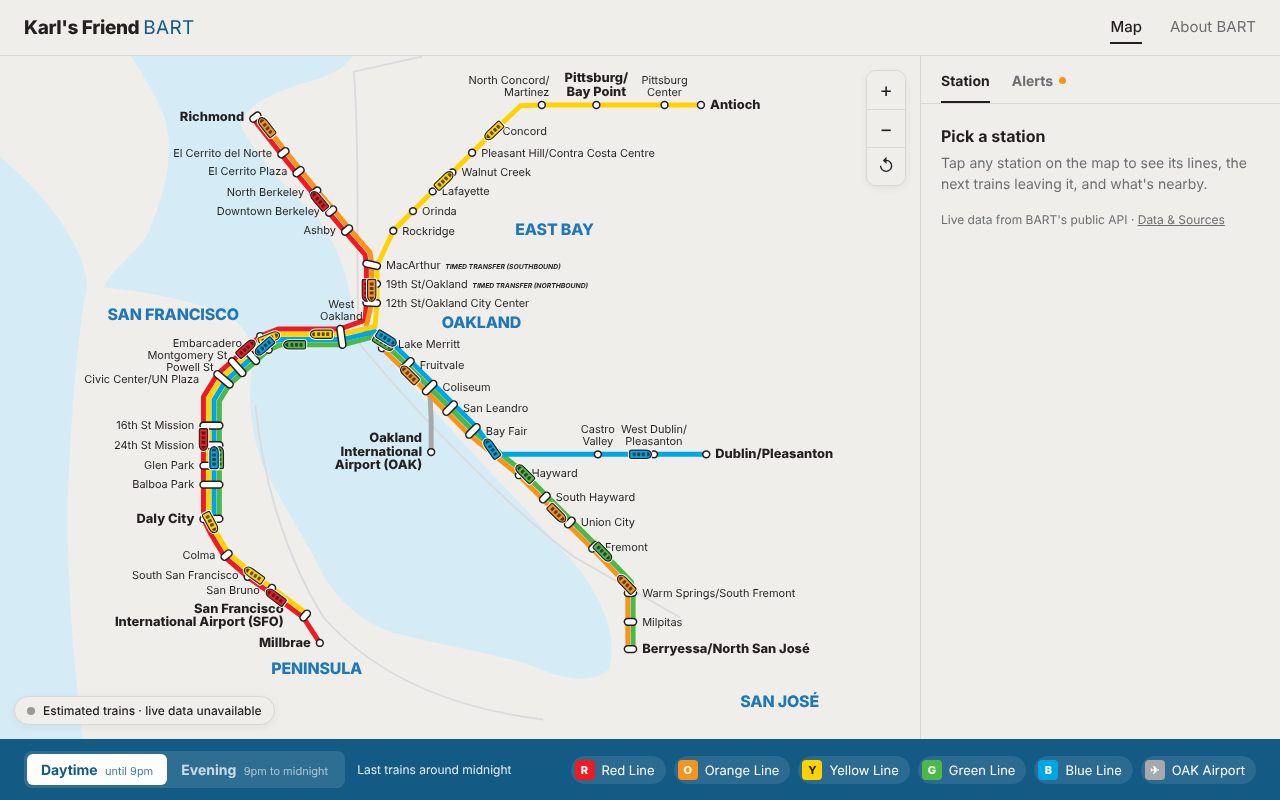 Karl's Friend BART
Map
About BART
Station
Alerts
Pick a station
Tap any station on the map to see its lines, the
next trains leaving it, and what's nearby.
Live data from BART's public API · Data & Sources
+
−
North Concord/
Martinez
Pittsburg/
Bay Point
Pittsburg
Center
Antioch
Richmond
Concord
El Cerrito del Norte
Pleasant Hill/Contra Costa Centre
El Cerrito Plaza
Walnut Creek
North Berkeley
Lafayette
Downtown Berkeley
Orinda
Ashby
Rockridge
EAST BAY
MacArthur TIMED TRANSFER (SOUTHBOUND)
19th St/Oakland TIMED TRANSFER (NORTHBOUND)
12th St/Oakland City Center
West
Oakland
SAN FRANCISCO
OAKLAND
Embarcadero
Lake Merritt
Montgomery St
Powell St
Fruitvale
Civic Center/UN Plaza
Coliseum
San Leandro
16th St Mission
Bay Fair
Castro
Valley
West Dublin/
Pleasanton
Dublin/Pleasanton
24th St Mission
Oakland
International
Airport (OAK)
Glen Park
Hayward
Balboa Park
South Hayward
Daly City
Union City
Colma
Fremont
South San Francisco
San Bruno
Warm Springs/South Fremont
San Francisco
International Airport (SFO)
Milpitas
Millbrae
Berryessa/North San José
PENINSULA
SAN JOSÉ
Estimated trains · live data unavailable
Daytime until 9pm
Evening 9pm to midnight
Last trains around midnight
R Red Line
O Orange Line
Y Yellow Line
G Green Line
B Blue Line
OAK Airport